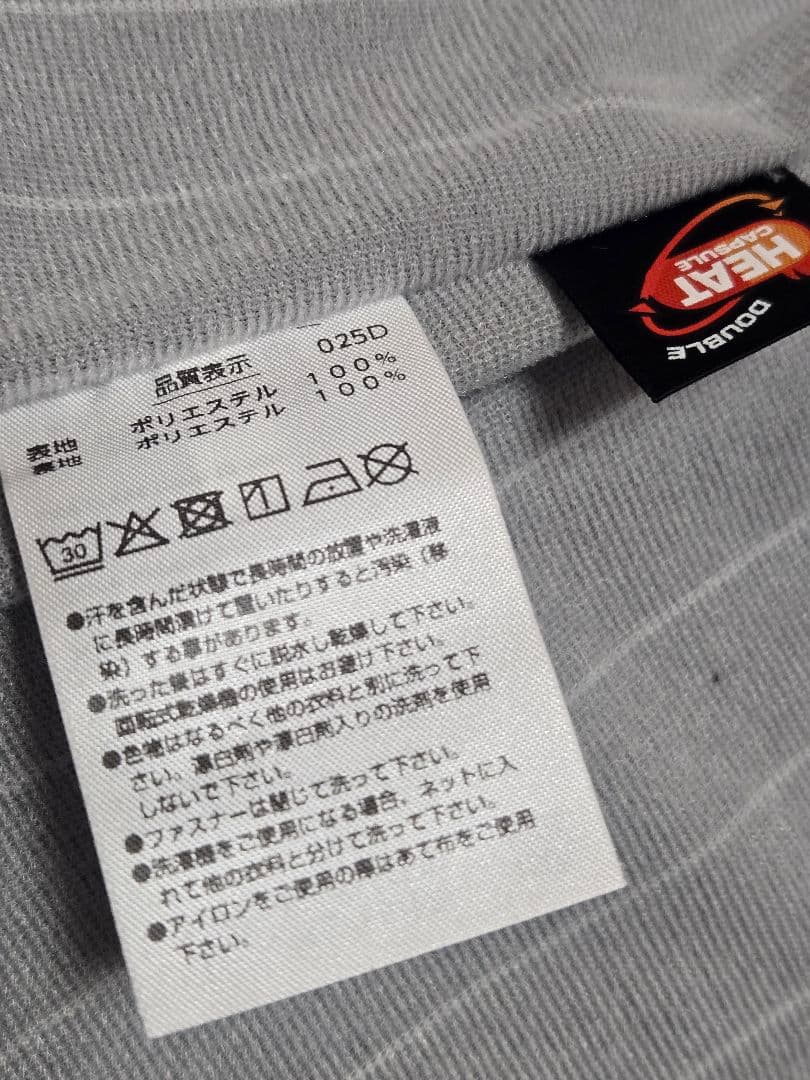 品質表示 025D
表地 ポリエステル 100%
裏地 ポリエステル 100%
30
●汗を含んだ状態で長時間の放置や洗濯液
に長時間漬けて置いたりすると汚染（移
染）する事があります。
●洗った後はすぐに脱水し乾燥して下さい。
回転式乾燥機の使用はお避け下さい。
●色物はなるべく他の衣料と別に洗って下
さい。漂白剤や漂白剤入りの洗剤を使用
しないで下さい。
●ファスナーは閉じて洗って下さい。
●洗濯機をご使用になる場合、ネットに入
れて他の衣料と分けて洗って下さい。
●アイロンをご使用の際はあて布をご使用
下さい。
DOUBLE
HEAT
CAPSULE